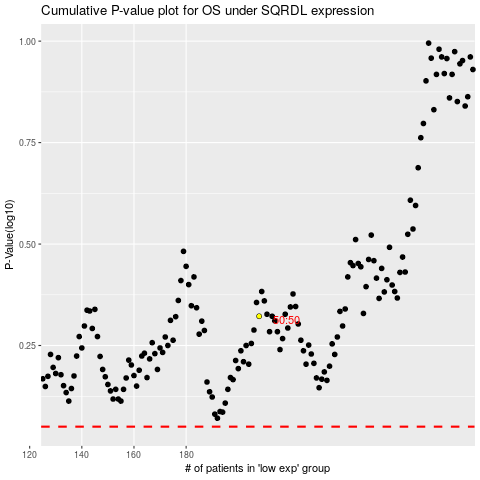 Cumulative P-value plot for OS under SQRDL expression
P-Value(log10)
1.00
0.75
0.50
0.25
50:50
120 140 160 180
# of patients in 'low exp' group